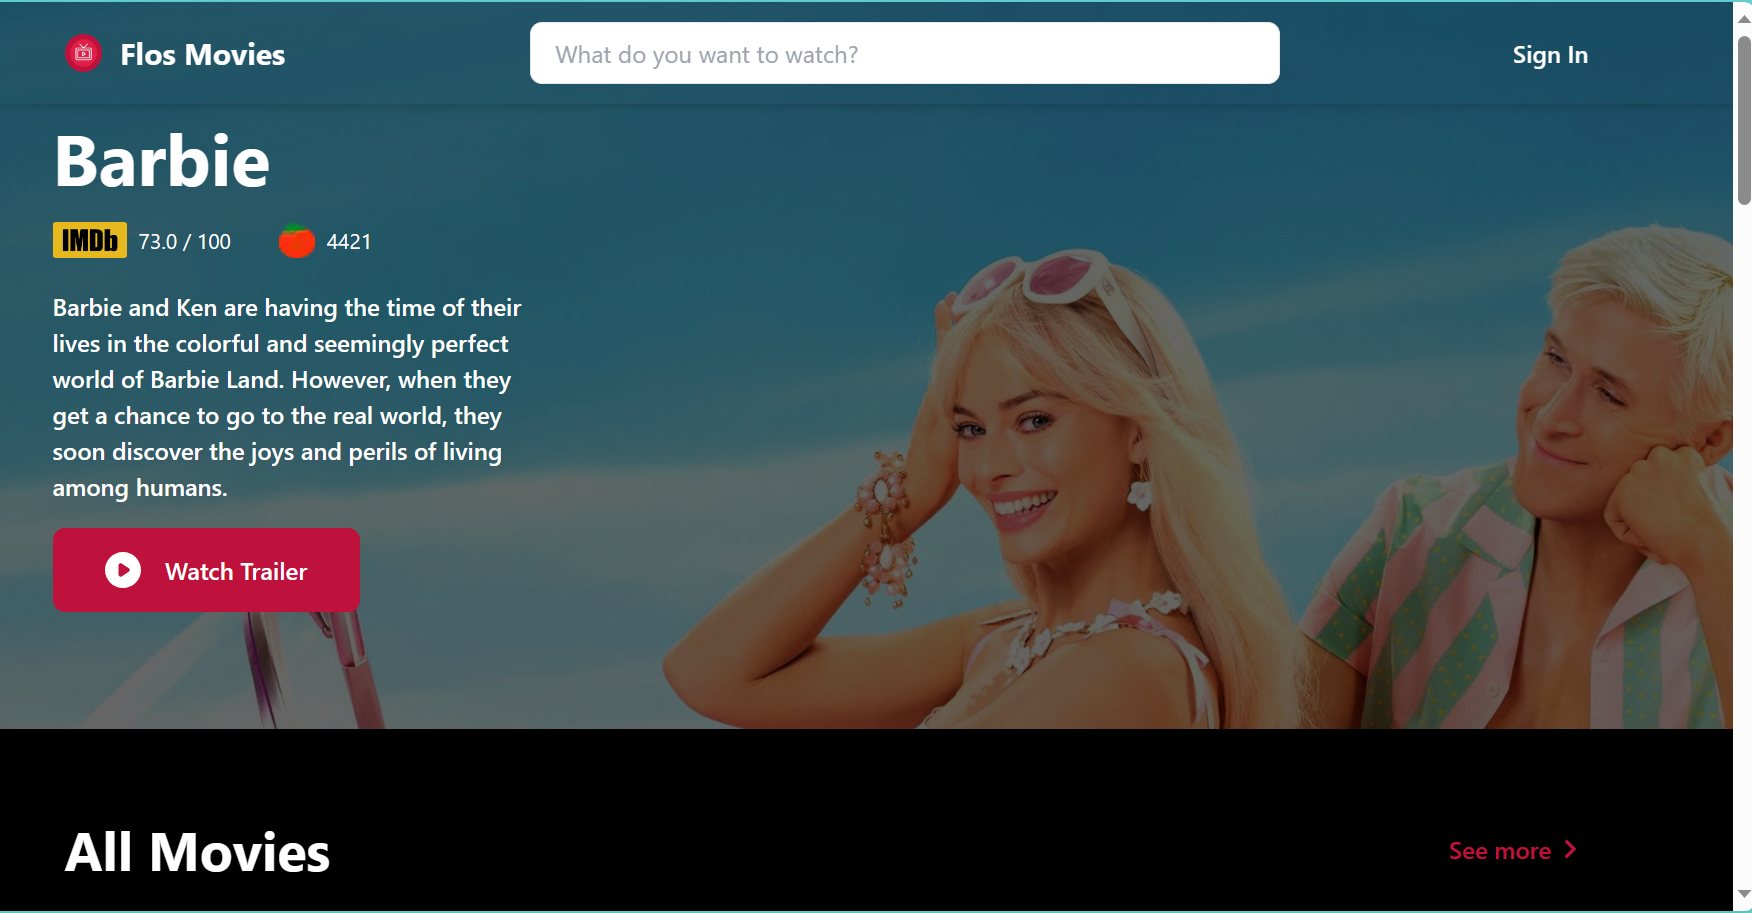 Flos Movies
What do you want to watch?
Sign In
Barbie
IMDb 73.0 / 100 4421
Barbie and Ken are having the time of their
lives in the colorful and seemingly perfect
world of Barbie Land. However, when they
get a chance to go to the real world, they
soon discover the joys and perils of living
among humans.
Watch Trailer
All Movies
See more